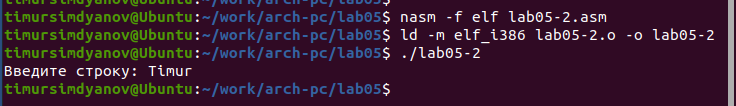 timursimdyanov@Ubuntu:~/work/arch-pc/lab05$ nasm -f elf lab05-2.asm
timursimdyanov@Ubuntu:~/work/arch-pc/lab05$ ld -m elf_i386 lab05-2.o -o lab05-2
timursimdyanov@Ubuntu:~/work/arch-pc/lab05$ ./lab05-2
Введите строку: Timur
timursimdyanov@Ubuntu:~/work/arch-pc/lab05$